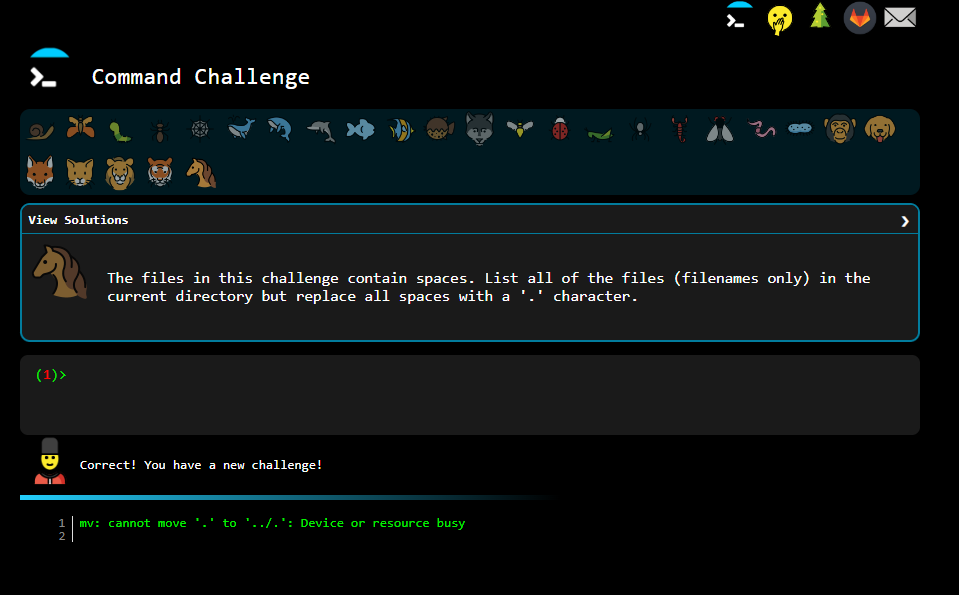 Command Challenge
View Solutions
The files in this challenge contain spaces. List all of the files (filenames only) in the
current directory but replace all spaces with a '.' character.
(1)>
Correct! You have a new challenge!
1 mv: cannot move '.' to '../.': Device or resource busy
2